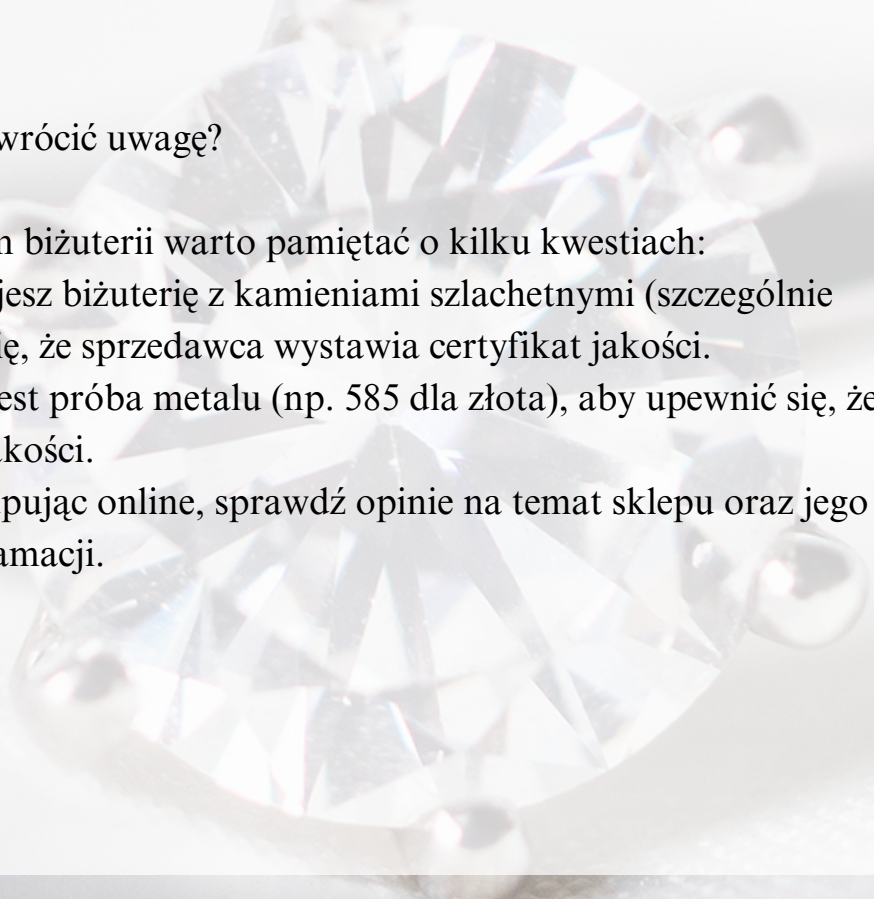 wrócić uwagę?
biżuterii warto pamiętać o kilku kwestiach:
jesz biżuterię z kamieniami szlachetnymi (szczególnie
ię, że sprzedawca wystawia certyfikat jakości.
est próba metalu (np. 585 dla złota), aby upewnić się, że
kości.
pując online, sprawdź opinie na temat sklepu oraz jego
amacji.